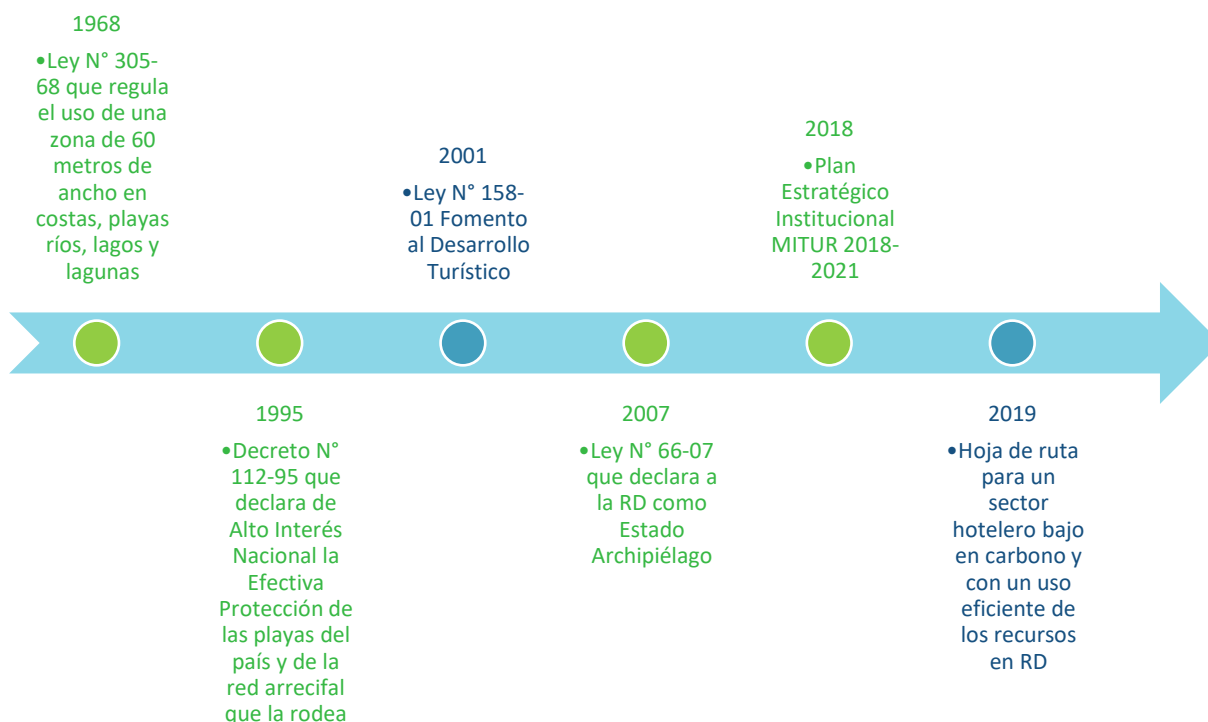 1968
•Ley N° 305-
68 que regula
el uso de una
zona de 60
metros de
ancho en
costas, playas
ríos, lagos y
lagunas
1995
•Decreto N°
112-95 que
declara de
Alto Interés
Nacional la
Efectiva
Protección de
las playas del
país y de la
red arrecifal
que la rodea
2001
•Ley N° 158-
01 Fomento
al Desarrollo
Turístico
2007
•Ley N° 66-07
que declara a
la RD como
Estado
Archipiélago
2018
•Plan
Estratégico
Institucional
MITUR 2018-
2021
2019
•Hoja de ruta
para un
sector
hotelero bajo
en carbono y
con un uso
eficiente de
los recursos
en RD